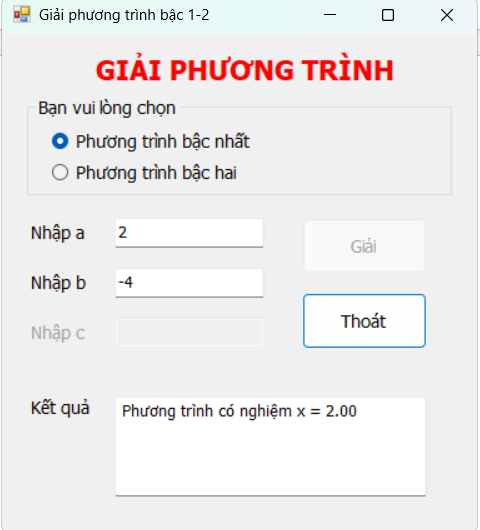 Giải phương trình bậc 1-2
GIẢI PHƯƠNG TRÌNH
Bạn vui lòng chọn
Phương trình bậc nhất
Phương trình bậc hai
Nhập a 2 Giải
Nhập b -4
Thoát
Nhập c
Kết quả Phương trình có nghiệm x = 2.00